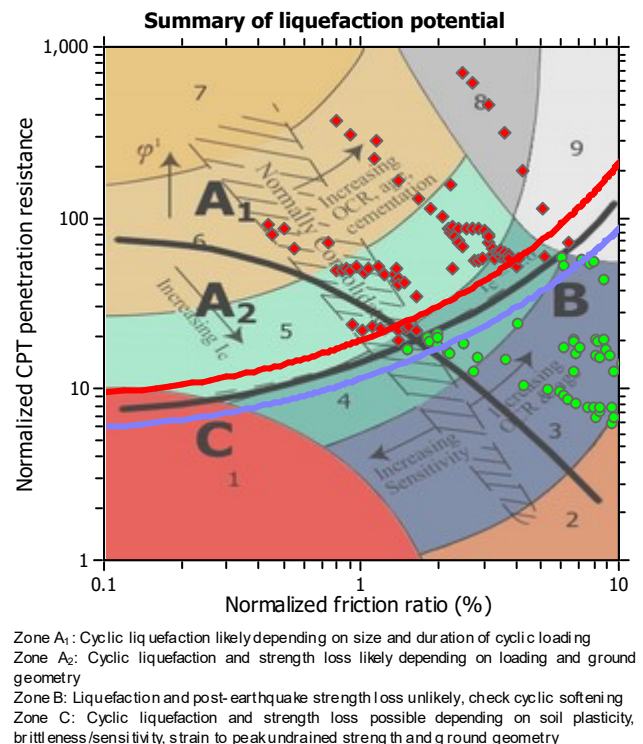 Summary of liquefaction potential
Normalized CPT penetration resistance
1,000
100
10
1
7
8
9
φ'
Increasing
OCR, age,
cementation
Normally Consolidated
A1
6
A2
Increasing Ic
5
Ic
B
4
Increasing
OCR & age
3
C
1
Increasing
Sensitivity
2
0.1
1
10
Normalized friction ratio (%)
Zone A1: Cyclic liquefaction likely depending on size and duration of cyclic loading
Zone A2: Cyclic liquefaction and strength loss likely depending on loading and ground
geometry
Zone B: Liquefaction and post-earthquake strength loss unlikely, check cyclic softening
Zone C: Cyclic liquefaction and strength loss possible depending on soil plasticity,
brittleness/sensitivity, strain to peak undrained strength and ground geometry